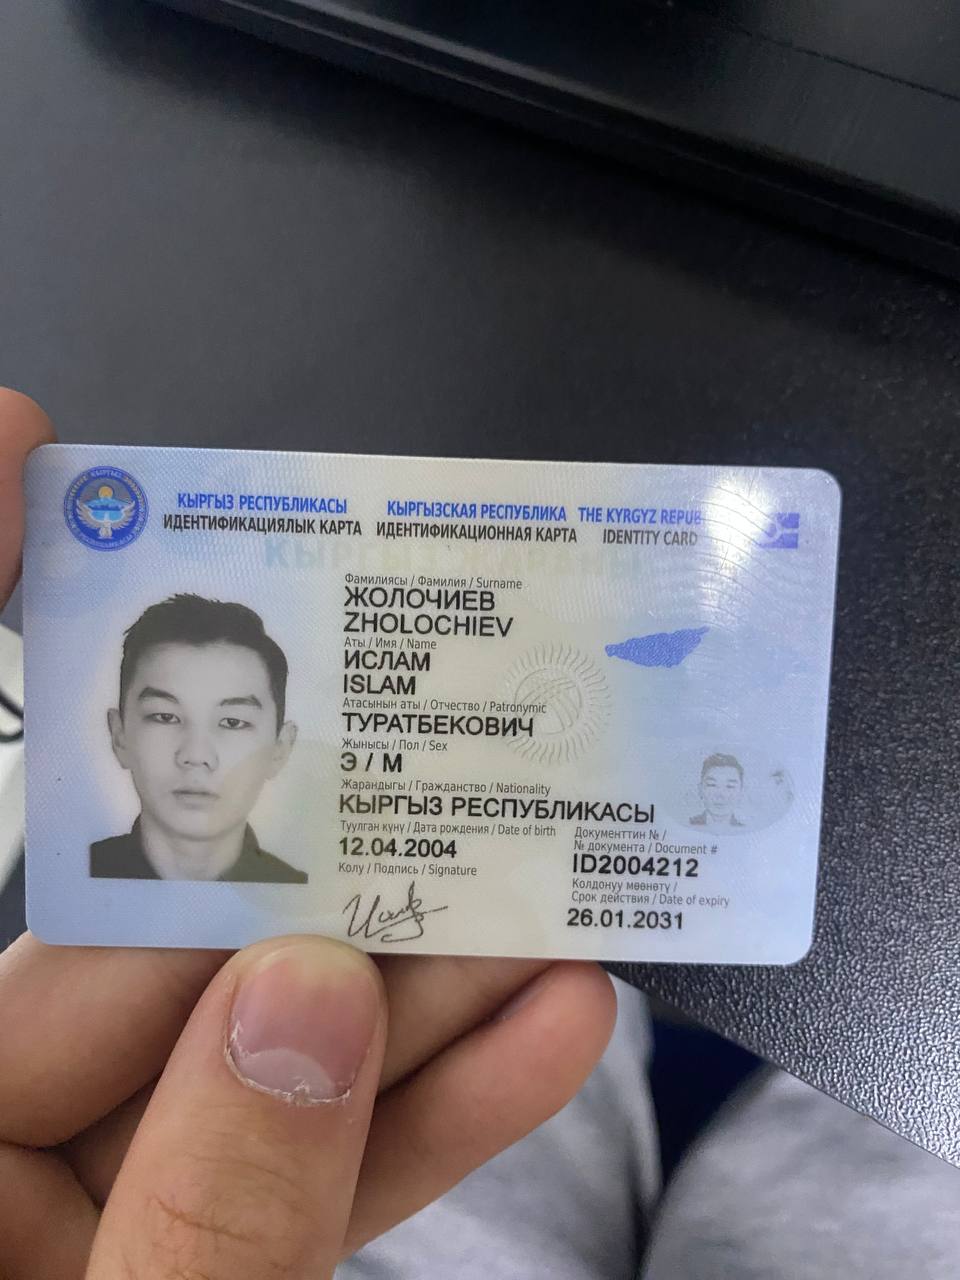 КЫРГЫЗ РЕСПУБЛИКАСЫ КЫРГЫЗСКАЯ РЕСПУБЛИКА THE KYRGYZ REPUB
ИДЕНТИФИКАЦИЯЛЫК КАРТА ИДЕНТИФИКАЦИОННАЯ КАРТА IDENTITY CARD
Фамилиясы / Фамилия / Surname
ЖОЛОЧИЕВ
ZHOLOCHIEV
Аты / Имя / Name
ИСЛАМ
ISLAM
Атасынын аты / Отчество / Patronymic
ТУРАТБЕКОВИЧ
Жынысы / Пол / Sex
Э / М
Жарандыгы / Гражданство / Nationality
КЫРГЫЗ РЕСПУБЛИКАСЫ
Туулган күнү / Дата рождения / Date of birth
12.04.2004
Документтин № /
№ документа / Document #
ID2004212
Колу / Подпись / Signature
Колдонуу мөөнөтү /
Срок действия / Date of expiry
26.01.2031